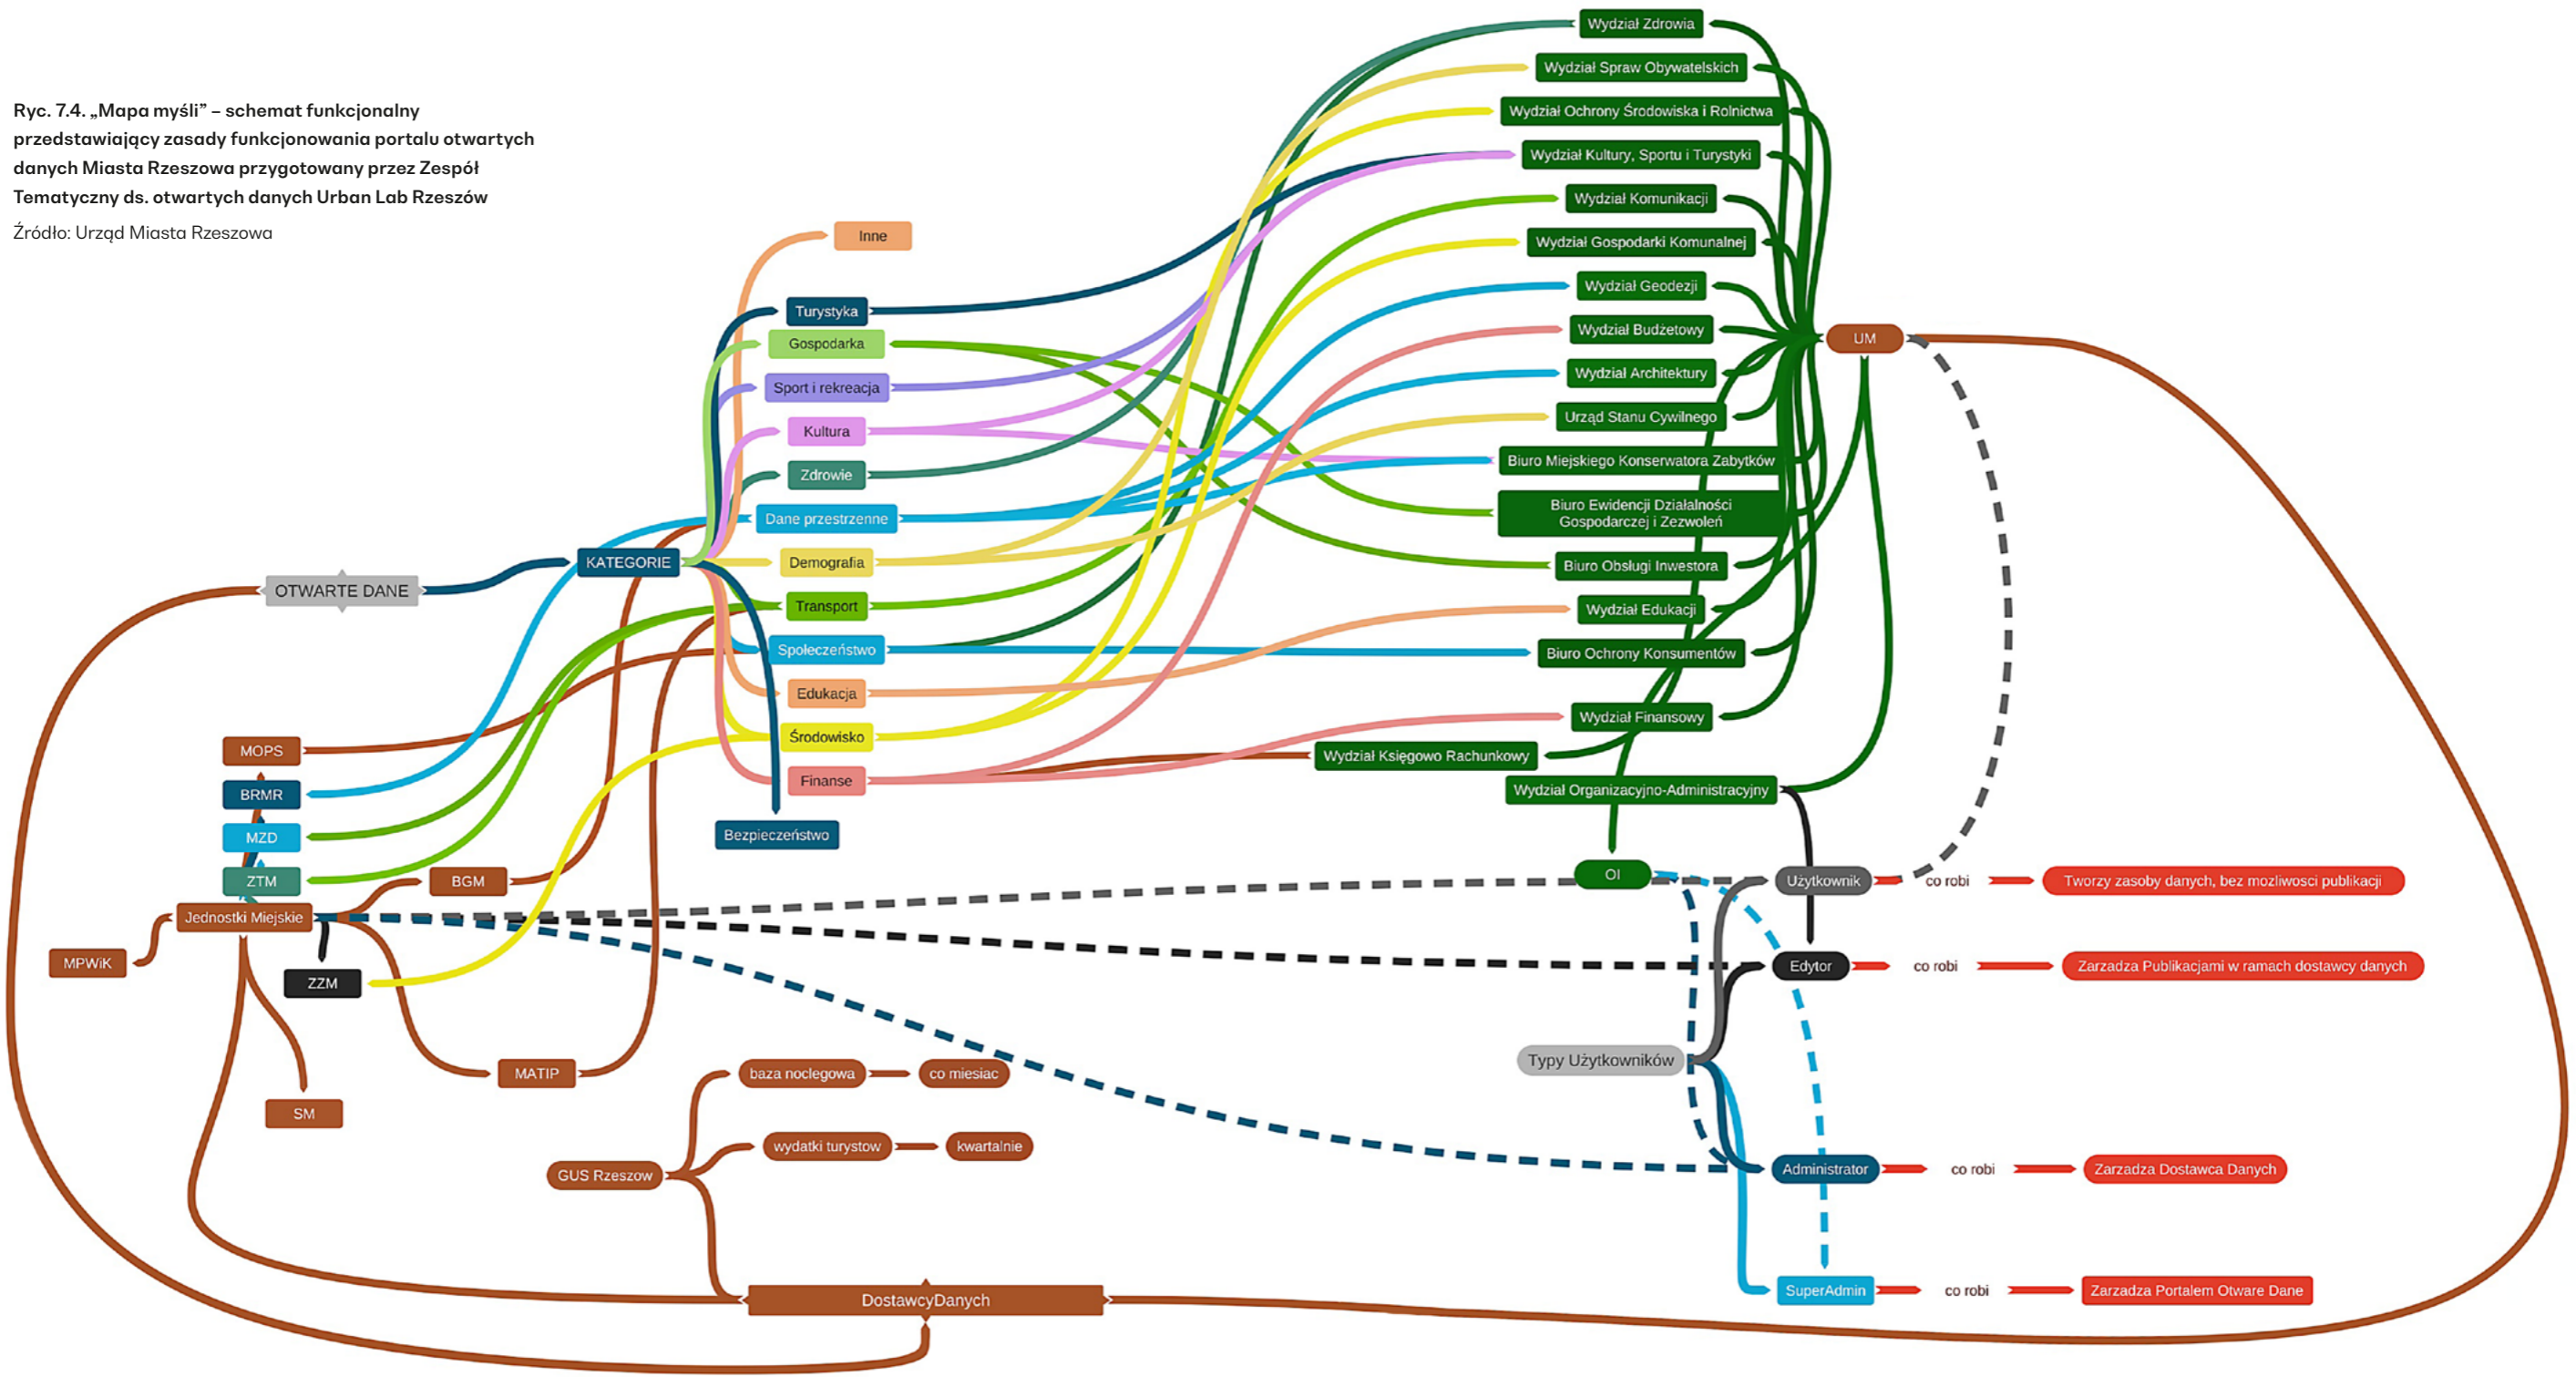 Ryc. 7.4. „Mapa myśli” – schemat funkcjonalny
przedstawiający zasady funkcjonowania portalu otwartych
danych Miasta Rzeszowa przygotowany przez Zespół
Tematyczny ds. otwartych danych Urban Lab Rzeszów
Źródło: Urząd Miasta Rzeszowa
OTWARTE DANE
KATEGORIE
Inne
Turystyka
Gospodarka
Sport i rekreacja
Kultura
Zdrowie
Dane przestrzenne
Demografia
Transport
Społeczeństwo
Edukacja
Środowisko
Finanse
Bezpieczeństwo
Wydział Zdrowia
Wydział Spraw Obywatelskich
Wydział Ochrony Środowiska i Rolnictwa
Wydział Kultury, Sportu i Turystyki
Wydział Komunikacji
Wydział Gospodarki Komunalnej
Wydział Geodezji
Wydział Budżetowy
Wydział Architektury
Urząd Stanu Cywilnego
Biuro Miejskiego Konserwatora Zabytków
Biuro Ewidencji Działalności
Gospodarczej i Zezwoleń
Biuro Obsługi Inwestora
Wydział Edukacji
Biuro Ochrony Konsumentów
Wydział Finansowy
Wydział Księgowo Rachunkowy
Wydział Organizacyjno-Administracyjny
UM
OI
MOPS
BRMR
MZD
ZTM
BGM
Jednostki Miejskie
MPWiK
ZZM
MATIP
SM
baza noclegowa
co miesiac
wydatki turystow
kwartalnie
GUS Rzeszow
DostawcyDanych
Typy Użytkowników
Użytkownik
co robi
Tworzy zasoby danych, bez mozliwosci publikacji
Edytor
co robi
Zarzadza Publikacjami w ramach dostawcy danych
Administrator
co robi
Zarzadza Dostawca Danych
SuperAdmin
co robi
Zarzadza Portalem Otware Dane